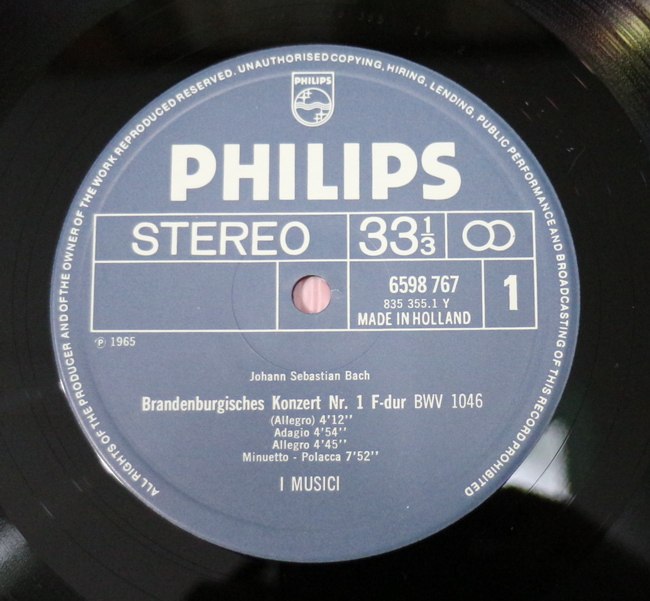 ALL RIGHTS OF THE PRODUCER AND OF THE OWNER OF THE WORK REPRODUCED RESERVED. UNAUTHORISED COPYING, HIRING, LENDING, PUBLIC PERFORMANCE AND BROADCASTING OF THIS RECORD PROHIBITED
PHILIPS
PHILIPS
STEREO 33 1/3
6598 767 1
835 355.1 Y
MADE IN HOLLAND
℗ 1965
Johann Sebastian Bach
Brandenburgisches Konzert Nr. 1 F-dur BWV 1046
(Allegro) 4'12''
Adagio 4'54''
Allegro 4'45''
Minuetto - Polacca 7'52''
I MUSICI